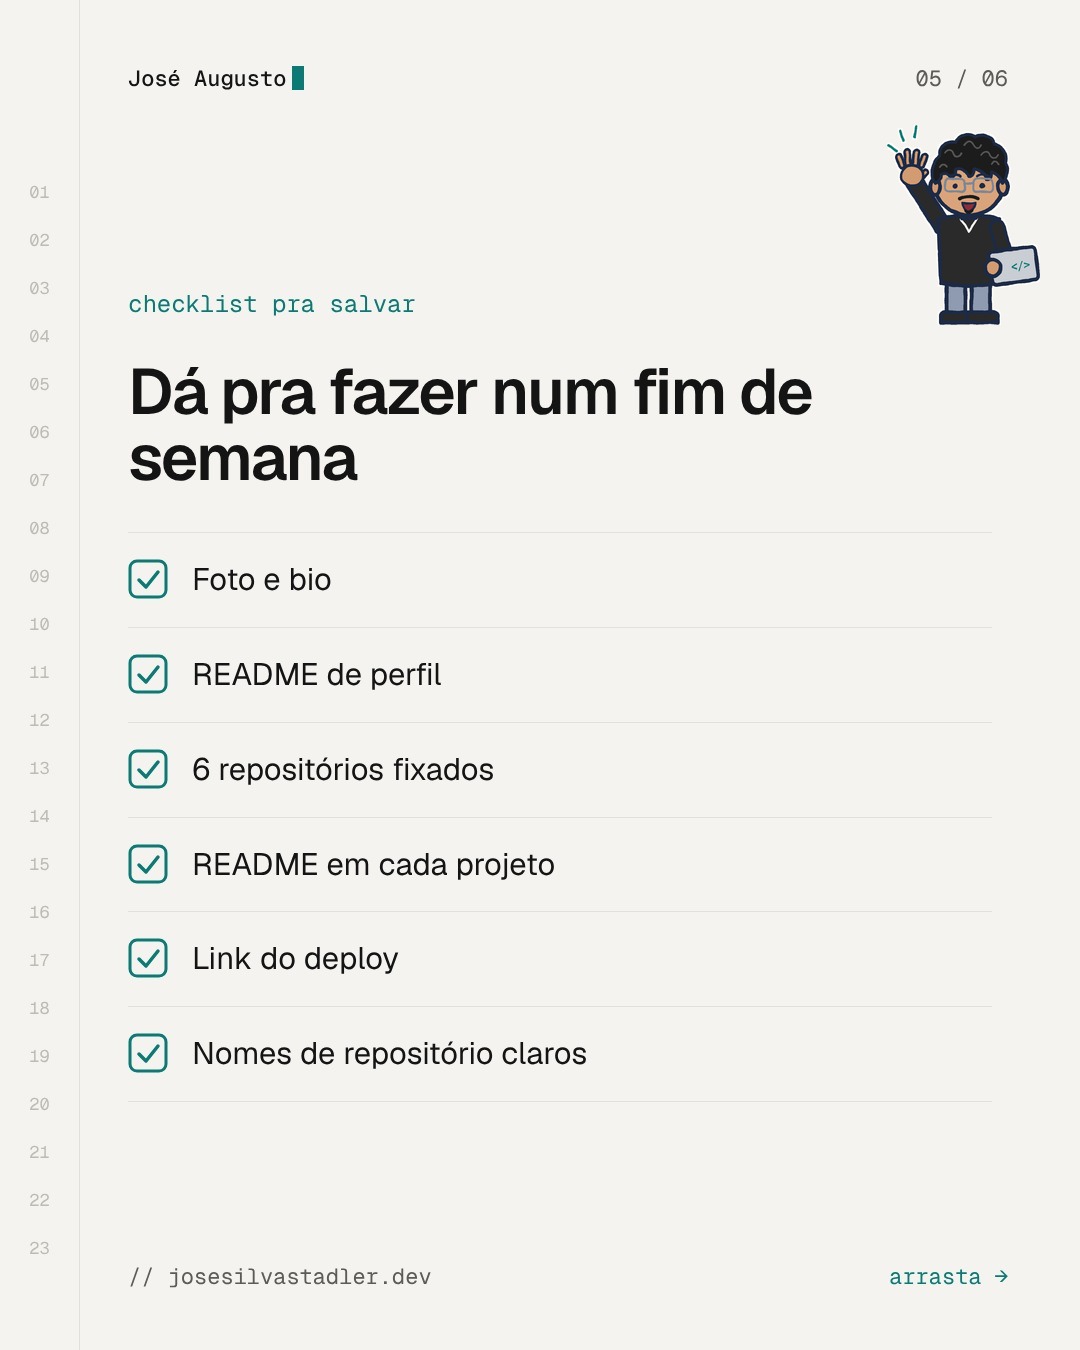 José Augusto
05 / 06
</>
checklist pra salvar
Dá pra fazer num fim de
semana
Foto e bio
README de perfil
6 repositórios fixados
README em cada projeto
Link do deploy
Nomes de repositório claros
01
02
03
04
05
06
07
08
09
10
11
12
13
14
15
16
17
18
19
20
21
22
23
// josesilvastadler.dev
arrasta →